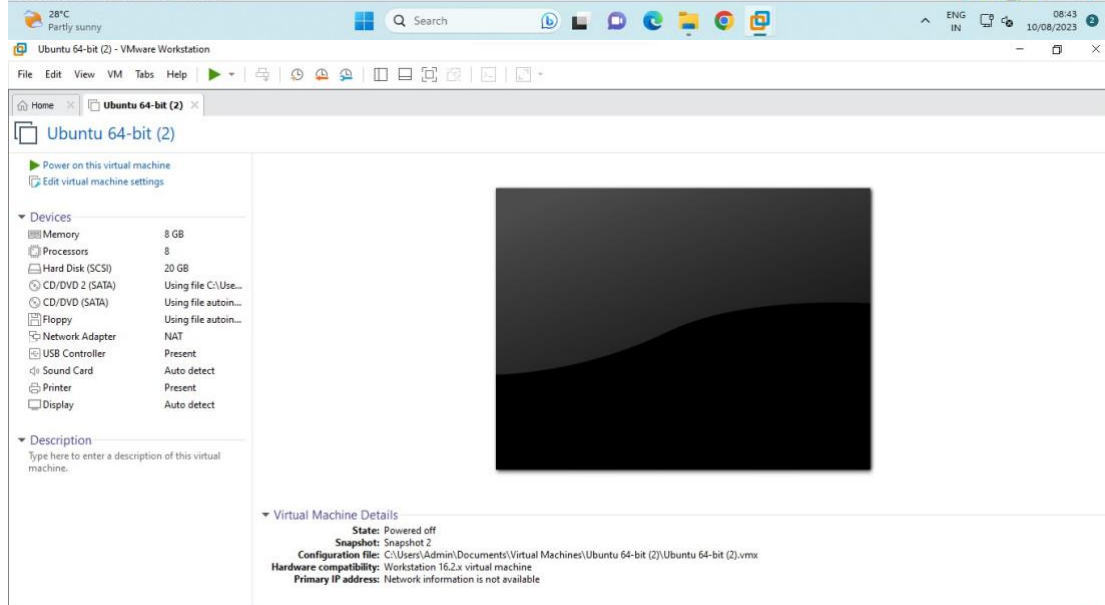 28°C
Partly sunny
Search
ENG
IN
08:43
10/08/2023
2
Ubuntu 64-bit (2) - VMware Workstation
File Edit View VM Tabs Help
Home
Ubuntu 64-bit (2)
Ubuntu 64-bit (2)
Power on this virtual machine
Edit virtual machine settings
Devices
Memory 8 GB
Processors 8
Hard Disk (SCSI) 20 GB
CD/DVD 2 (SATA) Using file C:\Use...
CD/DVD (SATA) Using file autoin...
Floppy Using file autoin...
Network Adapter NAT
USB Controller Present
Sound Card Auto detect
Printer Present
Display Auto detect
Description
Type here to enter a description of this virtual
machine.
Virtual Machine Details
State: Powered off
Snapshot: Snapshot 2
Configuration file: C:\Users\Admin\Documents\Virtual Machines\Ubuntu 64-bit (2)\Ubuntu 64-bit (2).vmx
Hardware compatibility: Workstation 16.2.x virtual machine
Primary IP address: Network information is not available